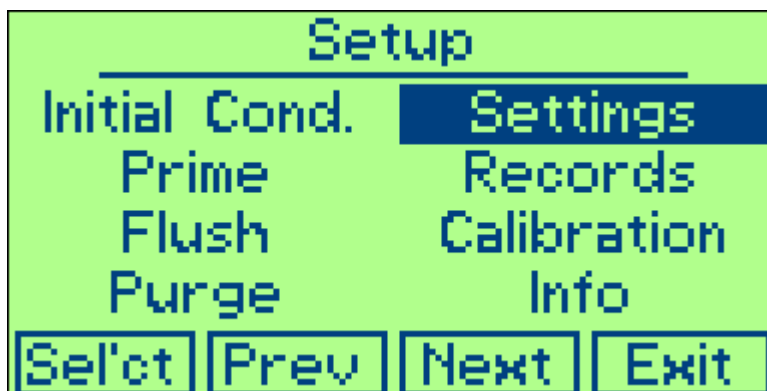 Setup
Initial Cond. Settings
Prime Records
Flush Calibration
Purge Info
Sel'ct Prev Next Exit